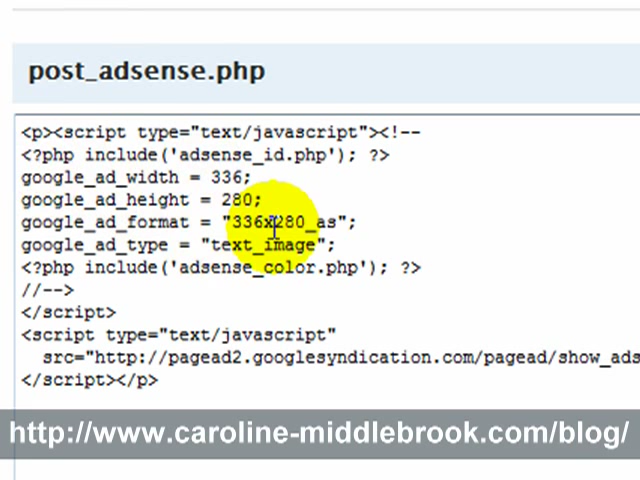 post_adsense.php
<p><script type="text/javascript"><!--
<?php include('adsense_id.php'); ?>
google_ad_width = 336;
google_ad_height = 280;
google_ad_format = "336x280_as";
google_ad_type = "text_image";
<?php include('adsense_color.php'); ?>
//-->
</script>
<script type="text/javascript"
src="http://pagead2.googlesyndication.com/pagead/show_ads
</script></p>
http://www.caroline-middlebrook.com/blog/